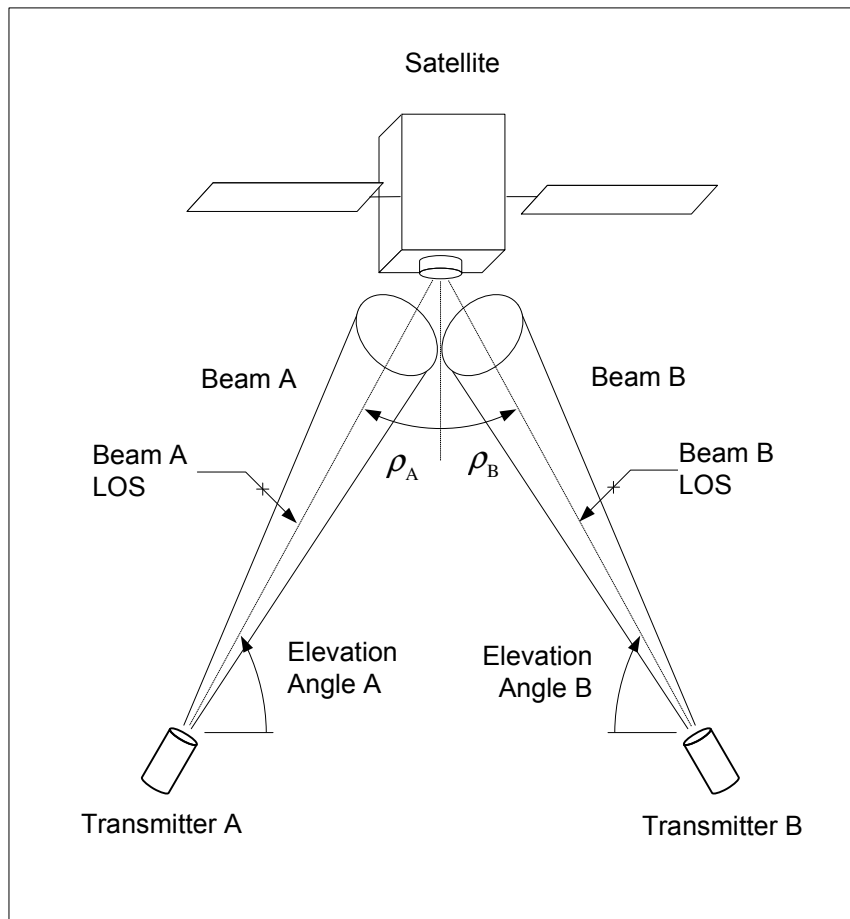 Satellite
Beam A
Beam B
Beam A
LOS
ρA
ρB
Beam B
LOS
Elevation
Angle A
Elevation
Angle B
Transmitter A
Transmitter B